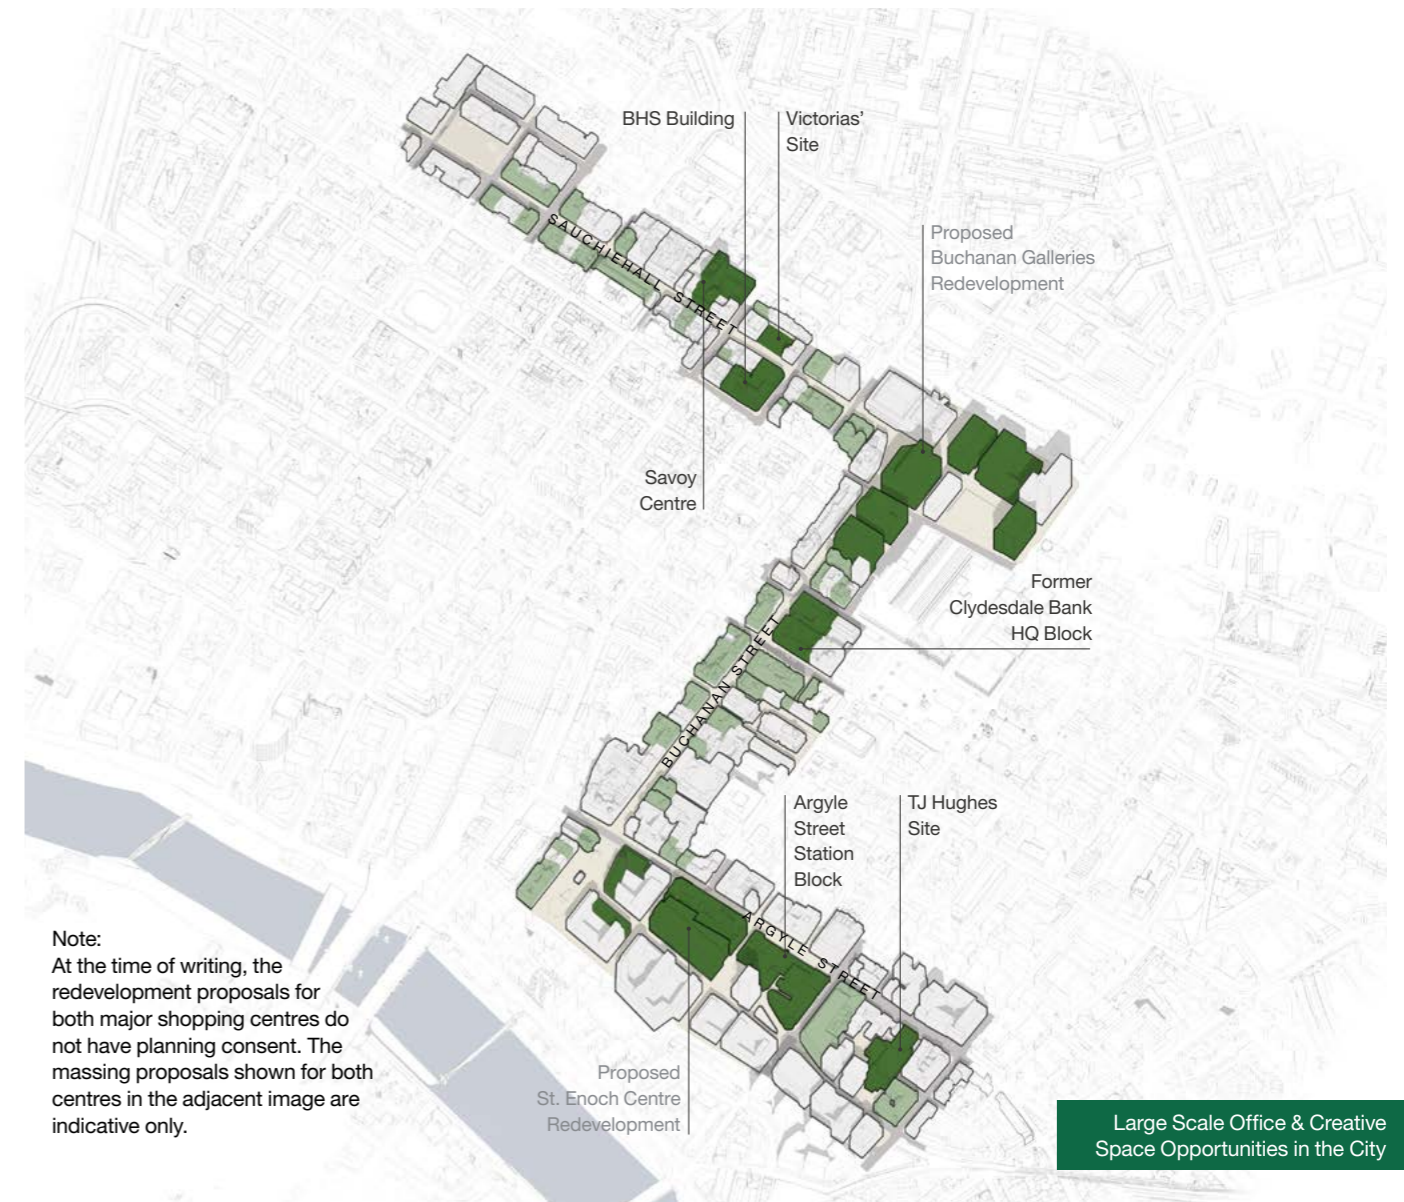 BHS Building
Victorias’
Site
Proposed
Buchanan Galleries
Redevelopment
SAUCHIEHALL STREET
Savoy
Centre
Former
Clydesdale Bank
HQ Block
BUCHANAN STREET
Argyle
Street
Station
Block
TJ Hughes
Site
ARGYLE STREET
Note:
At the time of writing, the
redevelopment proposals for
both major shopping centres do
not have planning consent. The
massing proposals shown for both
centres in the adjacent image are
indicative only.
Proposed
St. Enoch Centre
Redevelopment
Large Scale Office & Creative
Space Opportunities in the City